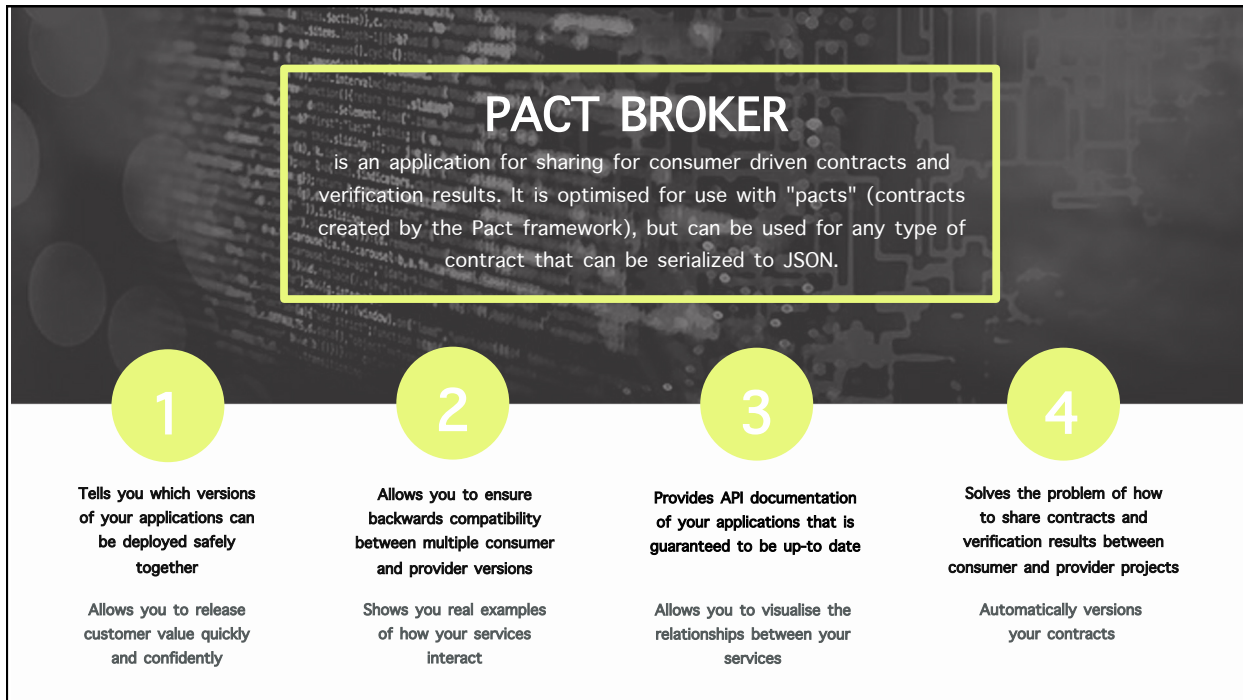 PACT BROKER
is an application for sharing for consumer driven contracts and
verification results. It is optimised for use with "pacts" (contracts
created by the Pact framework), but can be used for any type of
contract that can be serialized to JSON.
1
Tells you which versions
of your applications can
be deployed safely
together
Allows you to release
customer value quickly
and confidently
2
Allows you to ensure
backwards compatibility
between multiple consumer
and provider versions
Shows you real examples
of how your services
interact
3
Provides API documentation
of your applications that is
guaranteed to be up-to date
Allows you to visualise the
relationships between your
services
4
Solves the problem of how
to share contracts and
verification results between
consumer and provider projects
Automatically versions
your contracts